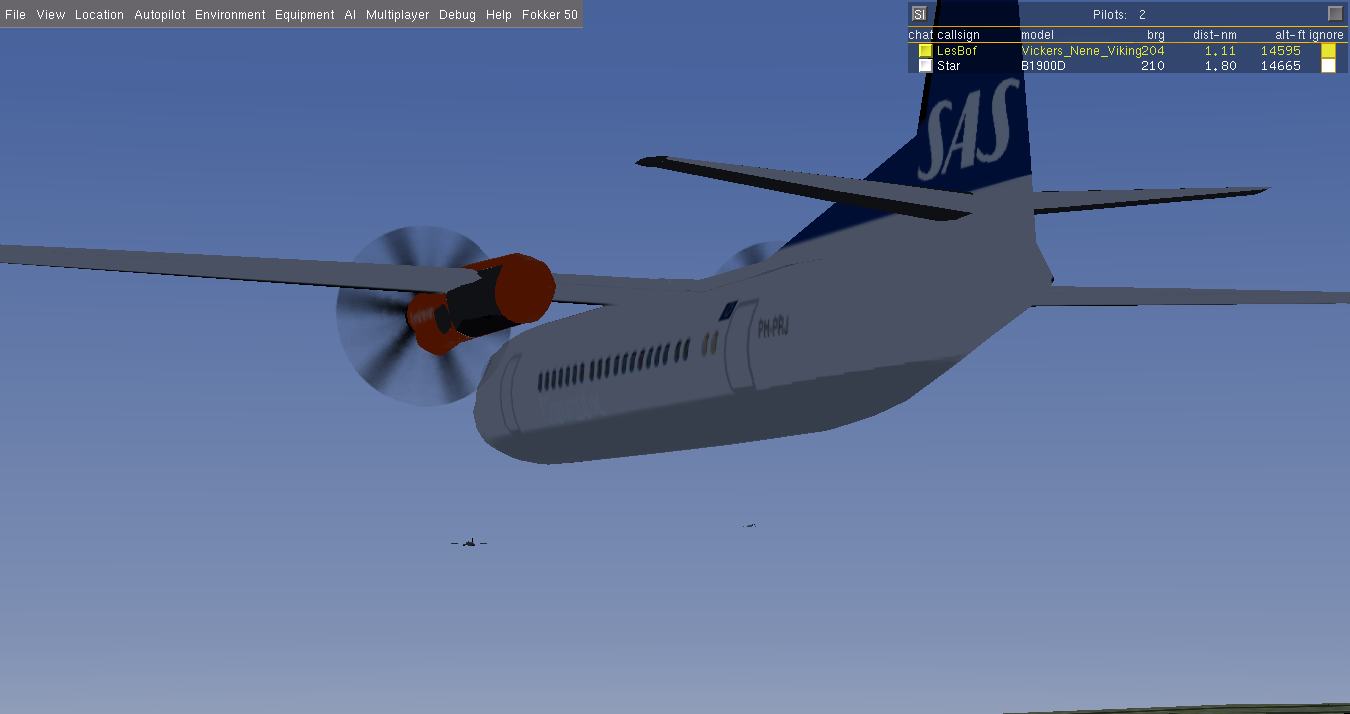 File View Location Autopilot Environment Equipment AI Multiplayer Debug Help Fokker 50
SI Pilots: 2
chat callsign model brg dist-nm alt-ft ignore
LesBof Vickers_Nene_Viking 204 1.11 14595
Star B1900D 210 1.80 14665
SAS
PH-PRJ